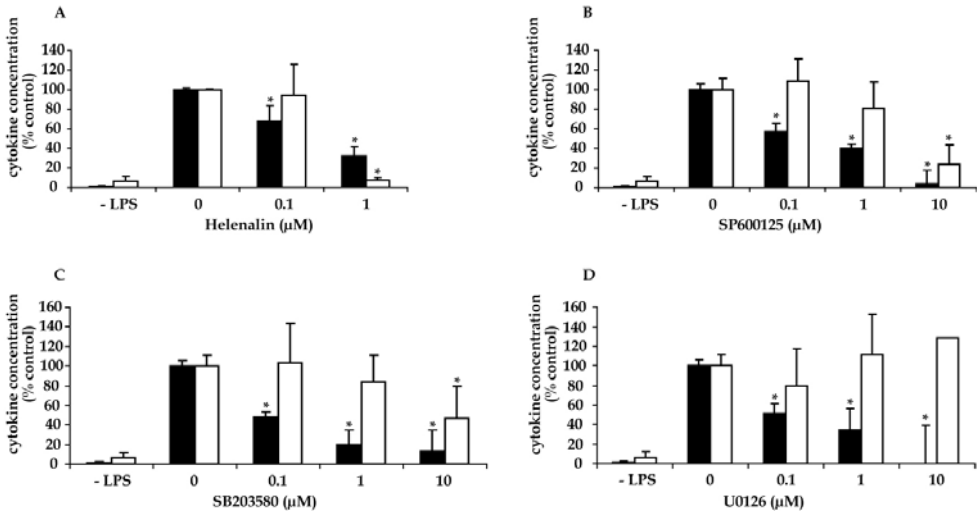 A
cytokine concentration
(% control)
140
120
100
80
60
40
20
0
* * *
- LPS 0 0.1 1
Helenalin (µM)
B
cytokine concentration
(% control)
140
120
100
80
60
40
20
0
* * * *
- LPS 0 0.1 1 10
SP600125 (µM)
C
cytokine concentration
(% control)
160
140
120
100
80
60
40
20
0
* * * *
- LPS 0 0.1 1 10
SB203580 (µM)
D
cytokine concentration
(% control)
160
140
120
100
80
60
40
20
0
* * *
- LPS 0 0.1 1 10
U0126 (µM)